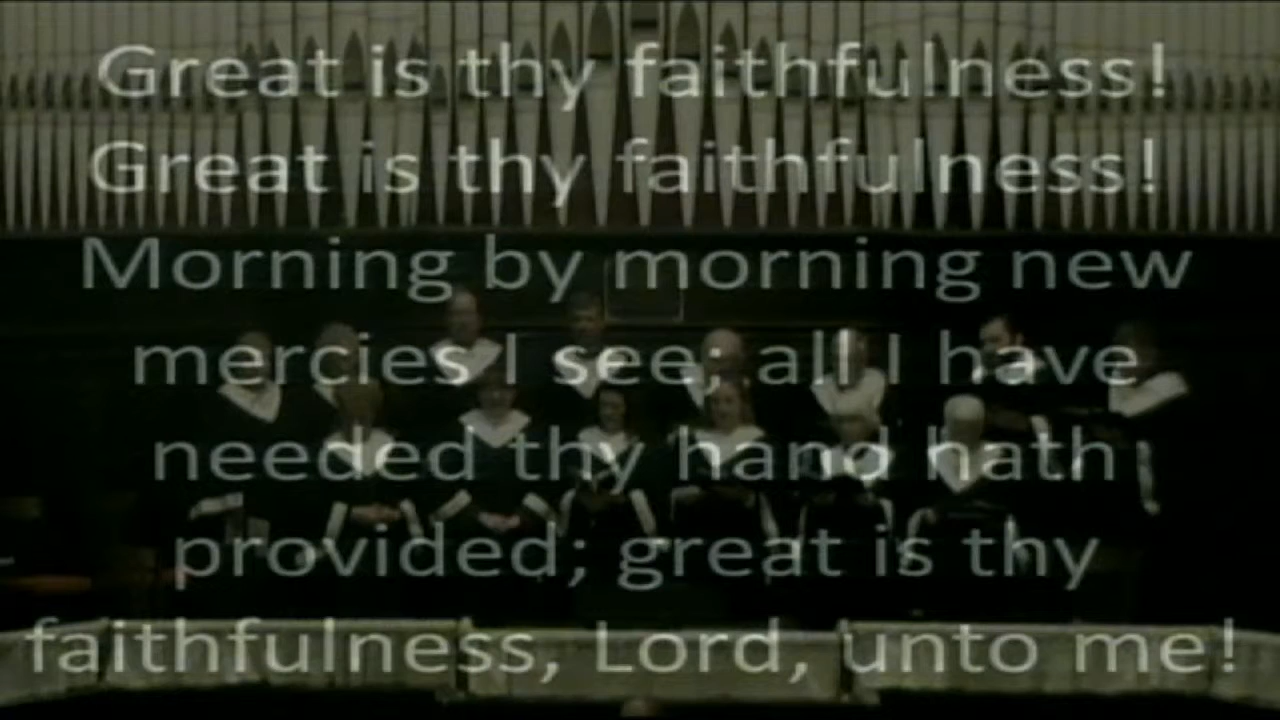 Great is thy faithfulness!
Great is thy faithfulness!
Morning by morning new
mercies I see; all I have
needed thy hand hath
provided; great is thy
faithfulness, Lord, unto me!